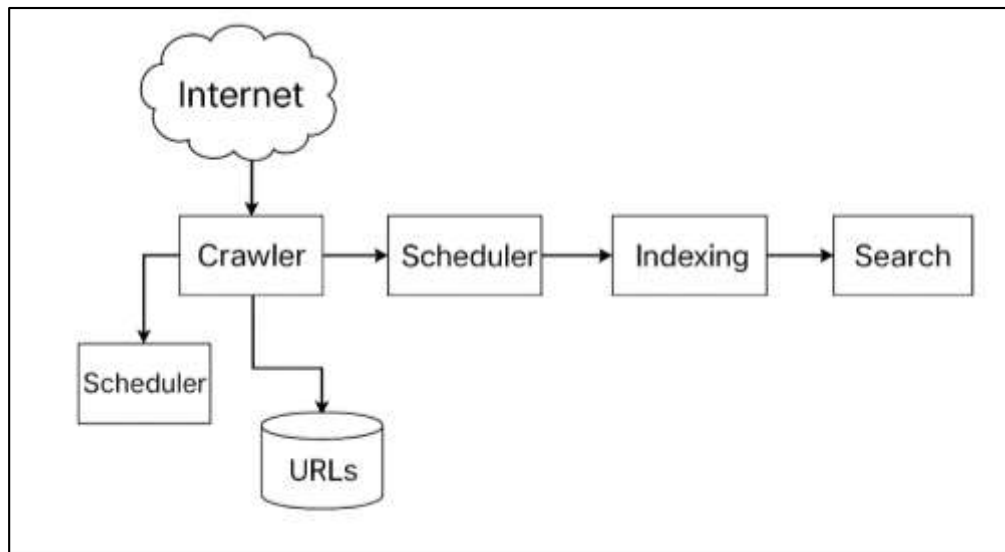 Internet
Crawler
Scheduler
Indexing
Search
Scheduler
URLs